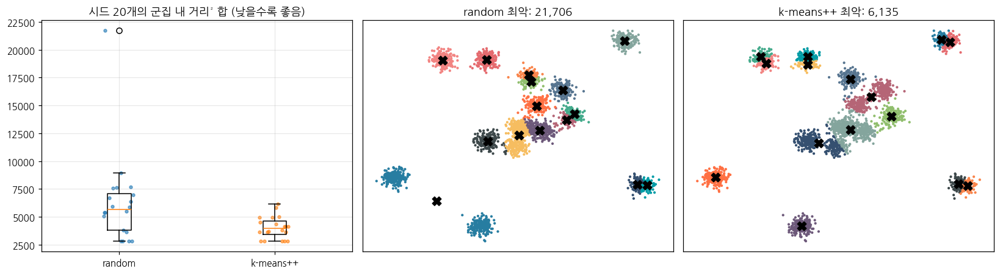 시드 20개의 군집 내 거리² 합 (낮을수록 좋음)
22500
20000
17500
15000
12500
10000
7500
5000
2500
random
k-means++
random 최악: 21,706
k-means++ 최악: 6,135